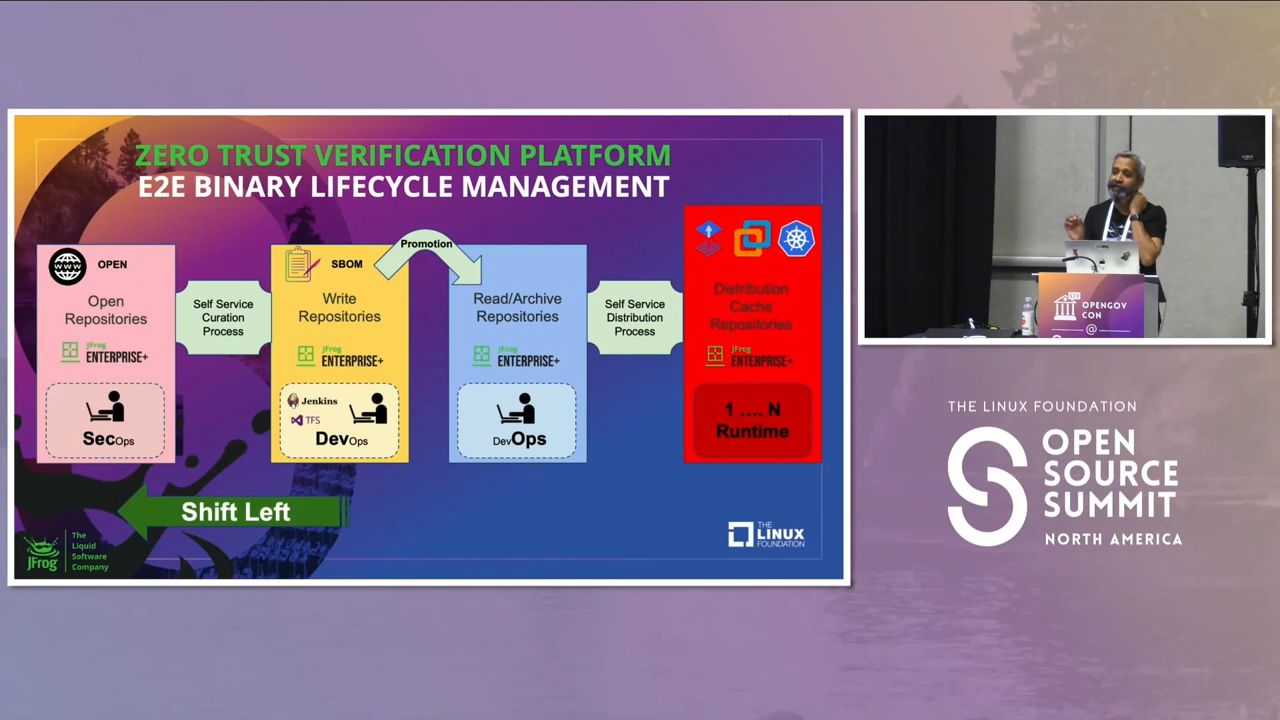 ZERO TRUST VERIFICATION PLATFORM
E2E BINARY LIFECYCLE MANAGEMENT
WWW
OPEN
Open
Repositories
JFrog
ENTERPRISE+
SecOps
Self Service
Curation
Process
SBOM
Write
Repositories
JFrog
ENTERPRISE+
Jenkins
TFS
DevOps
Promotion
Read/Archive
Repositories
JFrog
ENTERPRISE+
DevOps
Self Service
Distribution
Process
Distribution
Cache
Repositories
JFrog
ENTERPRISE+
1 .... N
Runtime
Shift Left
JFrog
The
Liquid
Software
Company
THE
LINUX
FOUNDATION
OPENGOV
CON
@
THE LINUX FOUNDATION
OPEN
SOURCE
SUMMIT
NORTH AMERICA